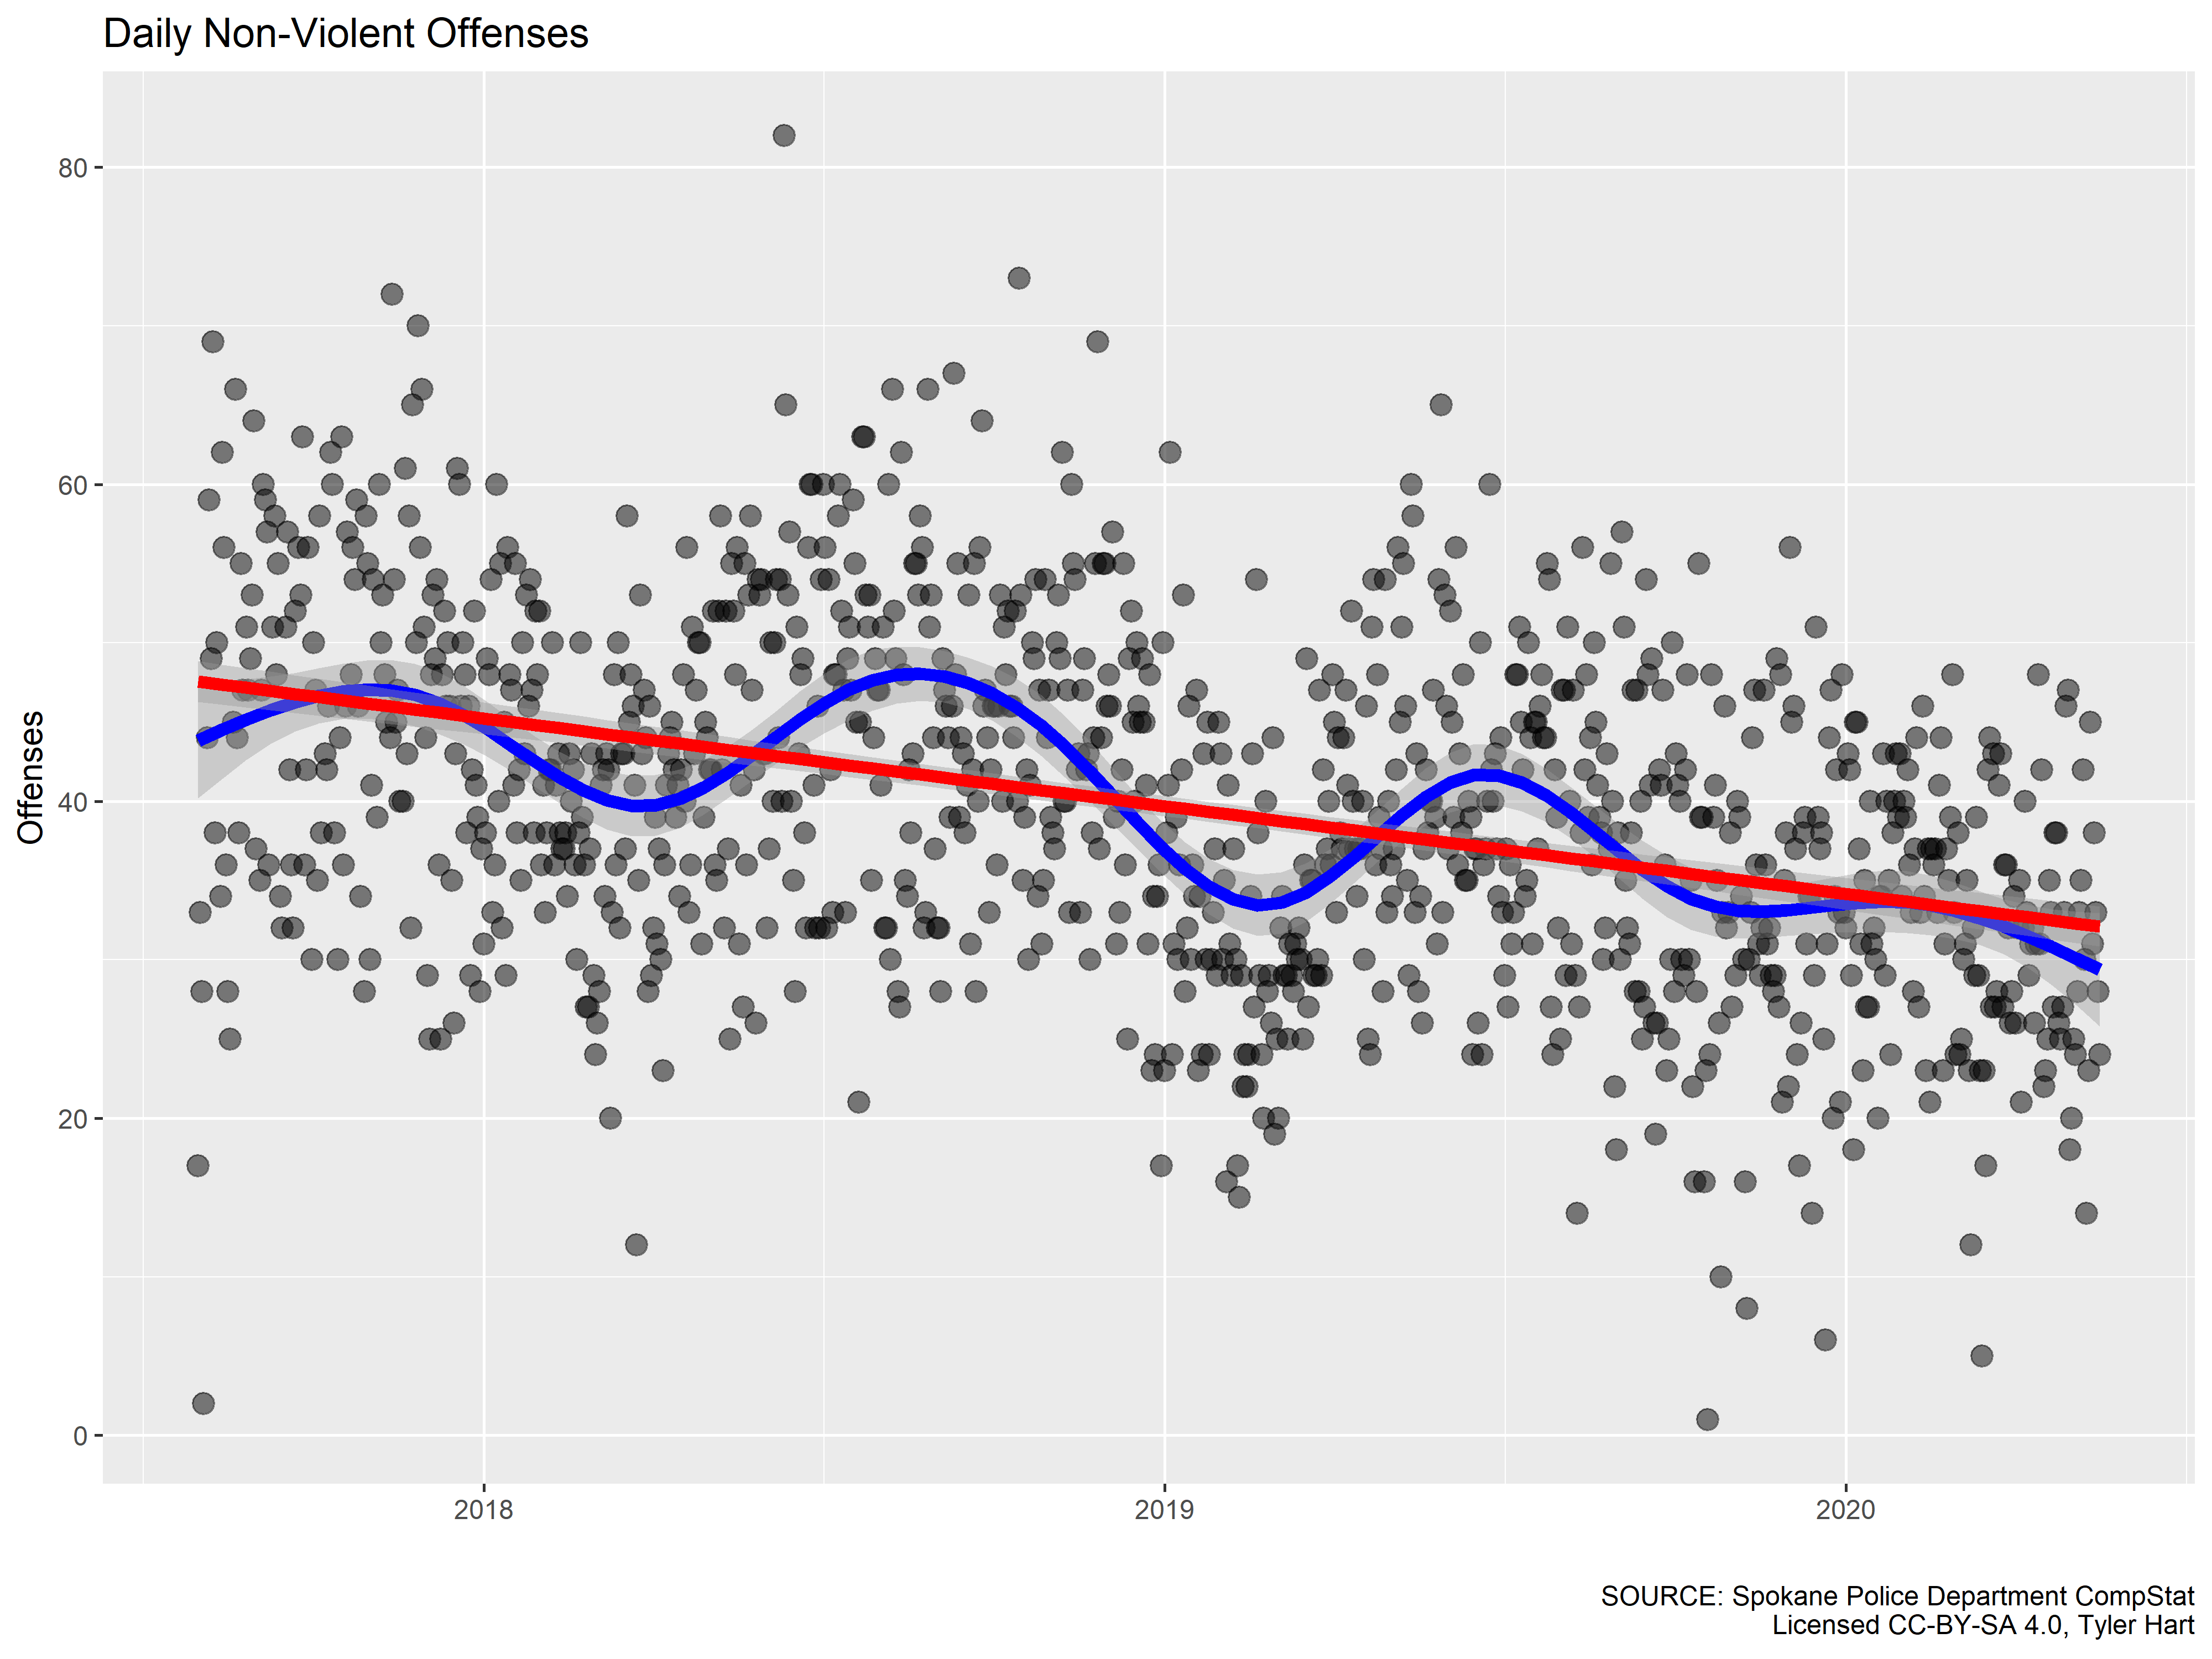 Daily Non-Violent Offenses
80
60
40
20
0
Offenses
2018
2019
2020
SOURCE: Spokane Police Department CompStat
Licensed CC-BY-SA 4.0, Tyler Hart